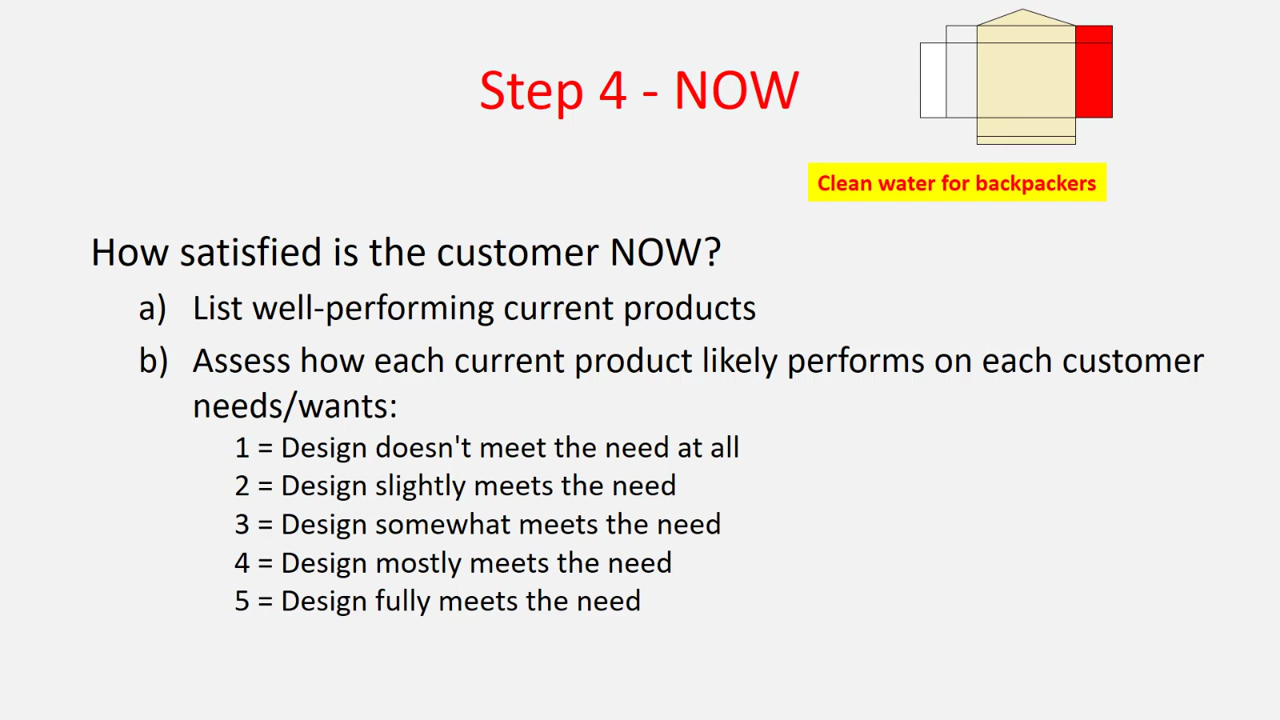 Step 4 - NOW
Clean water for backpackers
How satisfied is the customer NOW?
a) List well-performing current products
b) Assess how each current product likely performs on each customer
needs/wants:
1 = Design doesn't meet the need at all
2 = Design slightly meets the need
3 = Design somewhat meets the need
4 = Design mostly meets the need
5 = Design fully meets the need